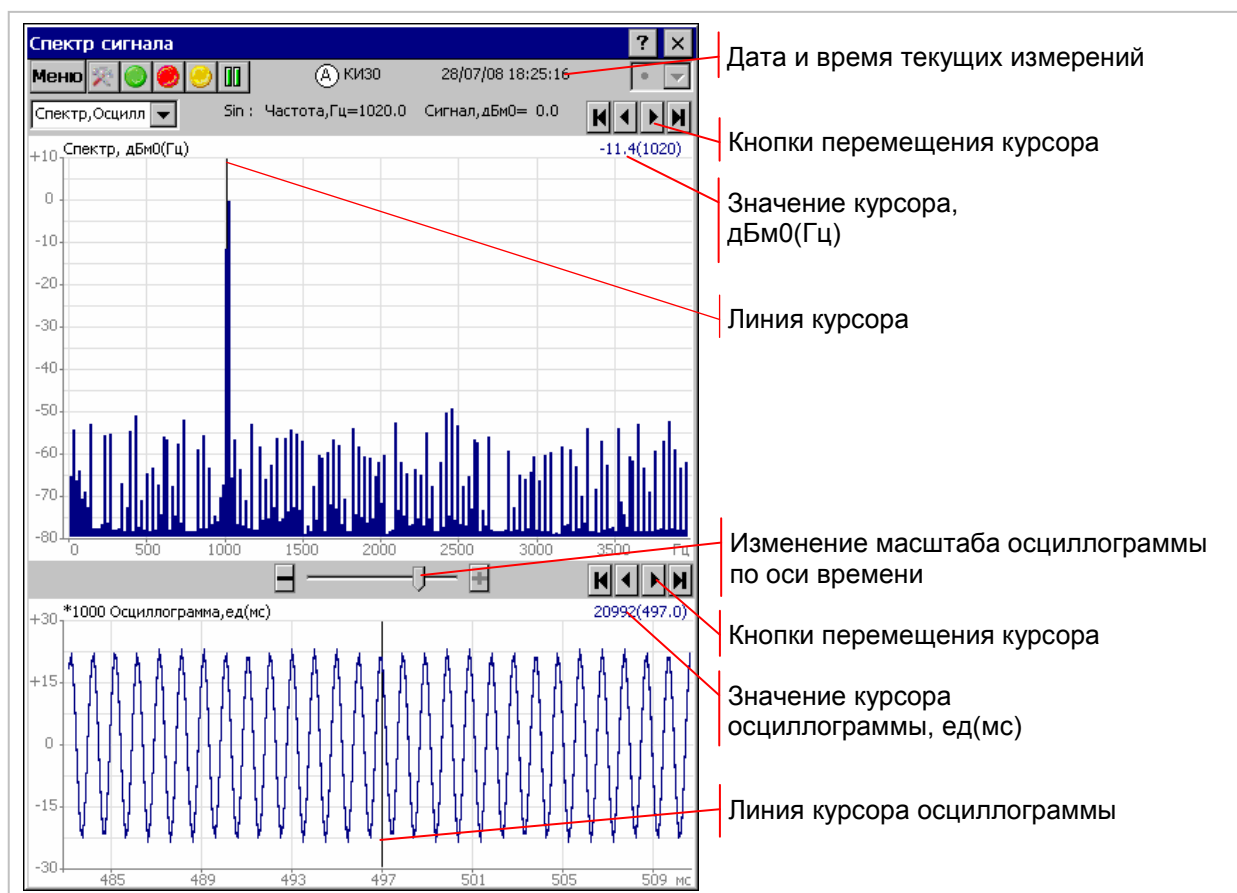 Спектр сигнала ? ×
Меню А КИ30 28/07/08 18:25:16
Спектр,Осцилл Sin : Частота,Гц=1020.0 Сигнал,дБм0= 0.0
Спектр, дБм0(Гц) -11.4(1020)
+10
0
-10
-20
-30
-40
-50
-60
-70
-80
0 500 1000 1500 2000 2500 3000 3500 Гц
*1000 Осциллограмма,ед(мс) 20992(497.0)
+30
+15
0
-15
-30
485 489 493 497 501 505 509 мс
Дата и время текущих измерений
Кнопки перемещения курсора
Значение курсора,
дБм0(Гц)
Линия курсора
Изменение масштаба осциллограммы
по оси времени
Кнопки перемещения курсора
Значение курсора
осциллограммы, ед(мс)
Линия курсора осциллограммы